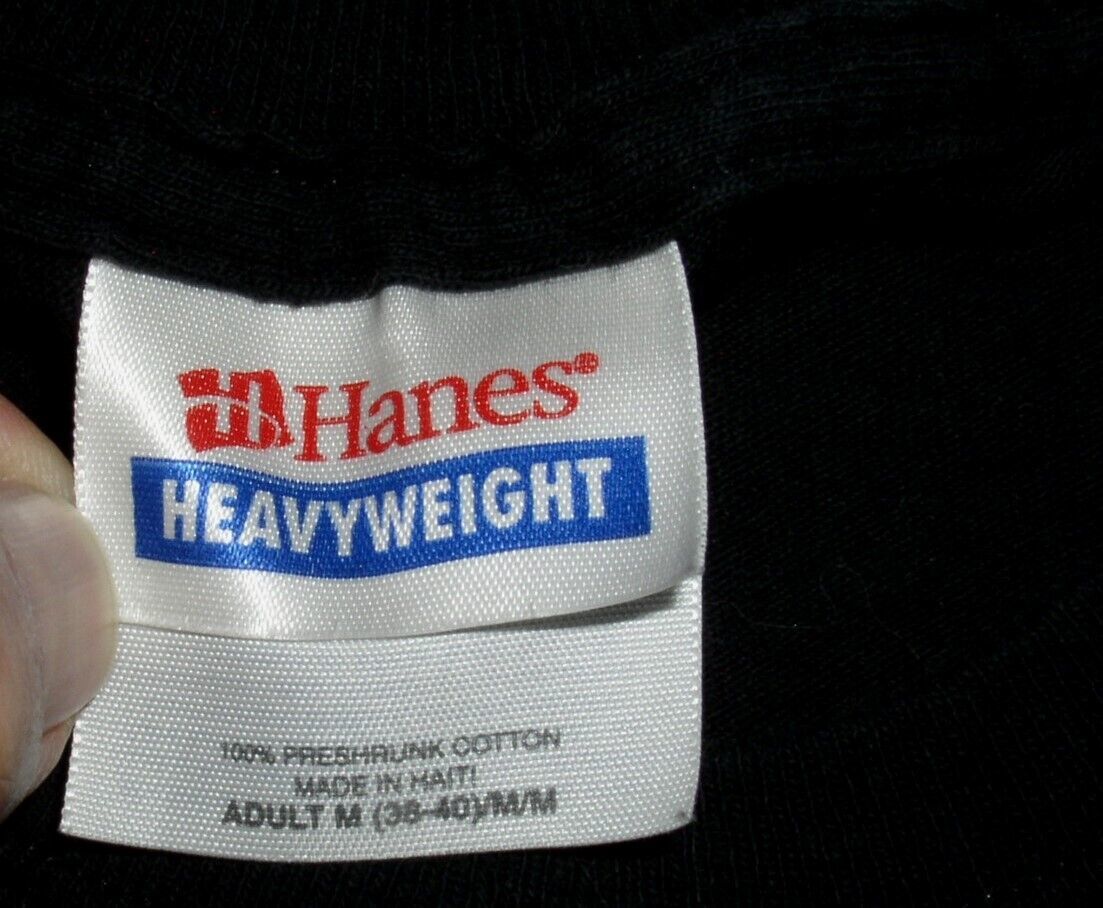 Hanes®
HEAVYWEIGHT
100% PRESHRUNK COTTON
MADE IN HAITI
ADULT M (38-40)/M/M